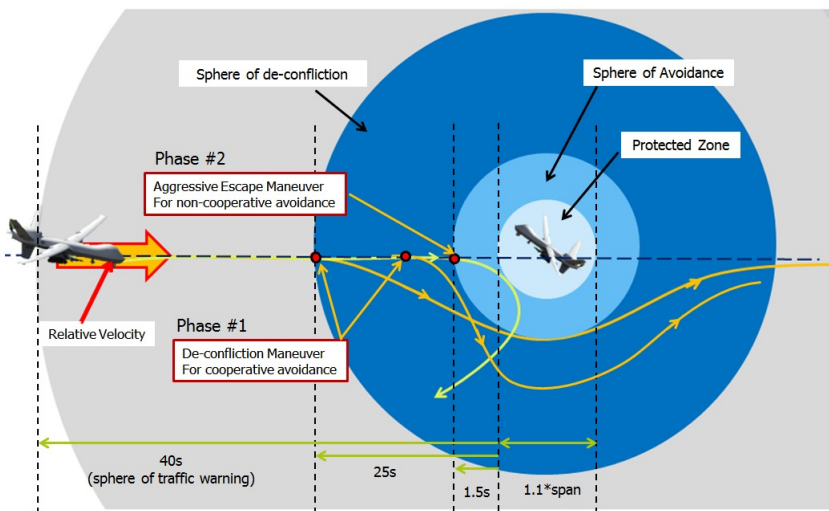 Sphere of de-confliction
Sphere of Avoidance
Protected Zone
Phase #2
Aggressive Escape Maneuver
For non-cooperative avoidance
Relative Velocity
Phase #1
De-confliction Maneuver
For cooperative avoidance
40s
(sphere of traffic warning)
25s
1.5s
1.1*span